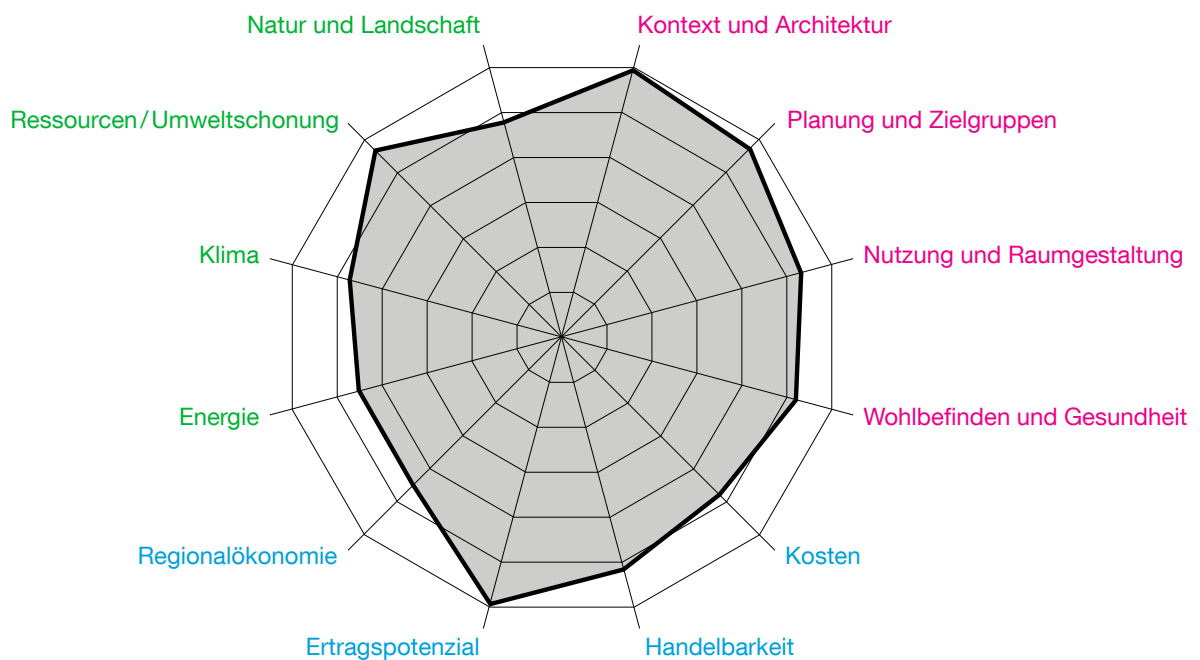 Natur und Landschaft
Kontext und Architektur
Ressourcen/Umweltschonung
Planung und Zielgruppen
Klima
Nutzung und Raumgestaltung
Energie
Wohlbefinden und Gesundheit
Regionalökonomie
Kosten
Ertragspotenzial
Handelbarkeit